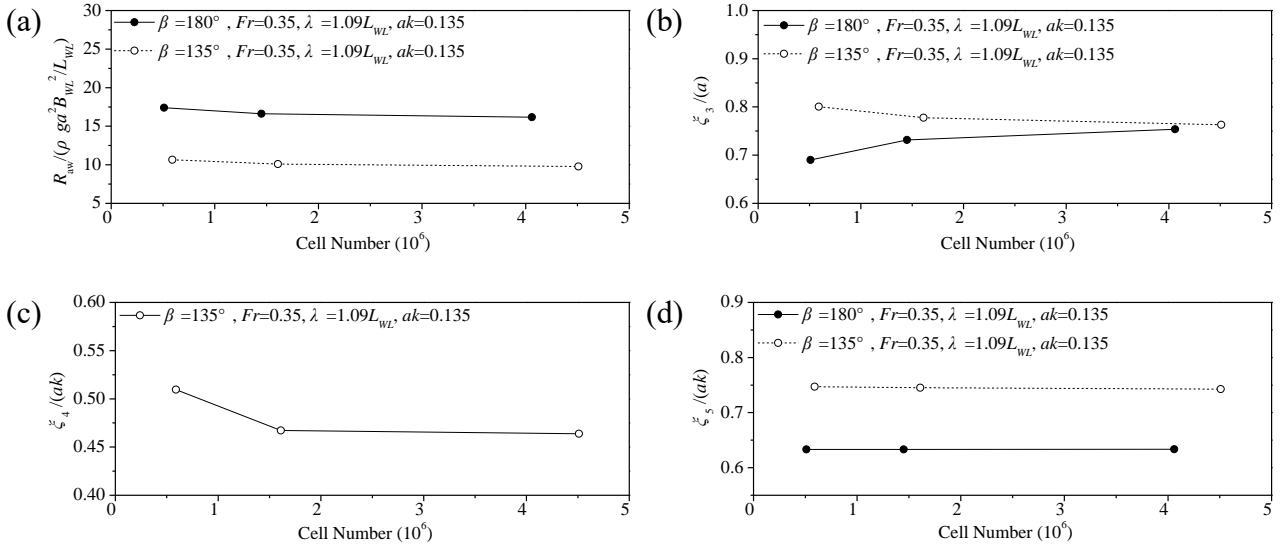 (a)
30
25
20
15
10
5
R_aw/(ρ ga²B_WL²/L_WL)
β =180° , Fr=0.35, λ =1.09L_WL, ak=0.135
β =135° , Fr=0.35, λ =1.09L_WL, ak=0.135
0 1 2 3 4 5
Cell Number (10⁶)
(b)
1.0
0.9
0.8
0.7
0.6
ξ_3/(a)
β =180° , Fr=0.35, λ =1.09L_WL, ak=0.135
β =135° , Fr=0.35, λ =1.09L_WL, ak=0.135
0 1 2 3 4 5
Cell Number (10⁶)
(c)
0.60
0.55
0.50
0.45
0.40
ξ_4/(ak)
β =135° , Fr=0.35, λ =1.09L_WL, ak=0.135
0 1 2 3 4 5
Cell Number (10⁶)
(d)
0.9
0.8
0.7
0.6
ξ_5/(ak)
β =180° , Fr=0.35, λ =1.09L_WL, ak=0.135
β =135° , Fr=0.35, λ =1.09L_WL, ak=0.135
0 1 2 3 4 5
Cell Number (10⁶)